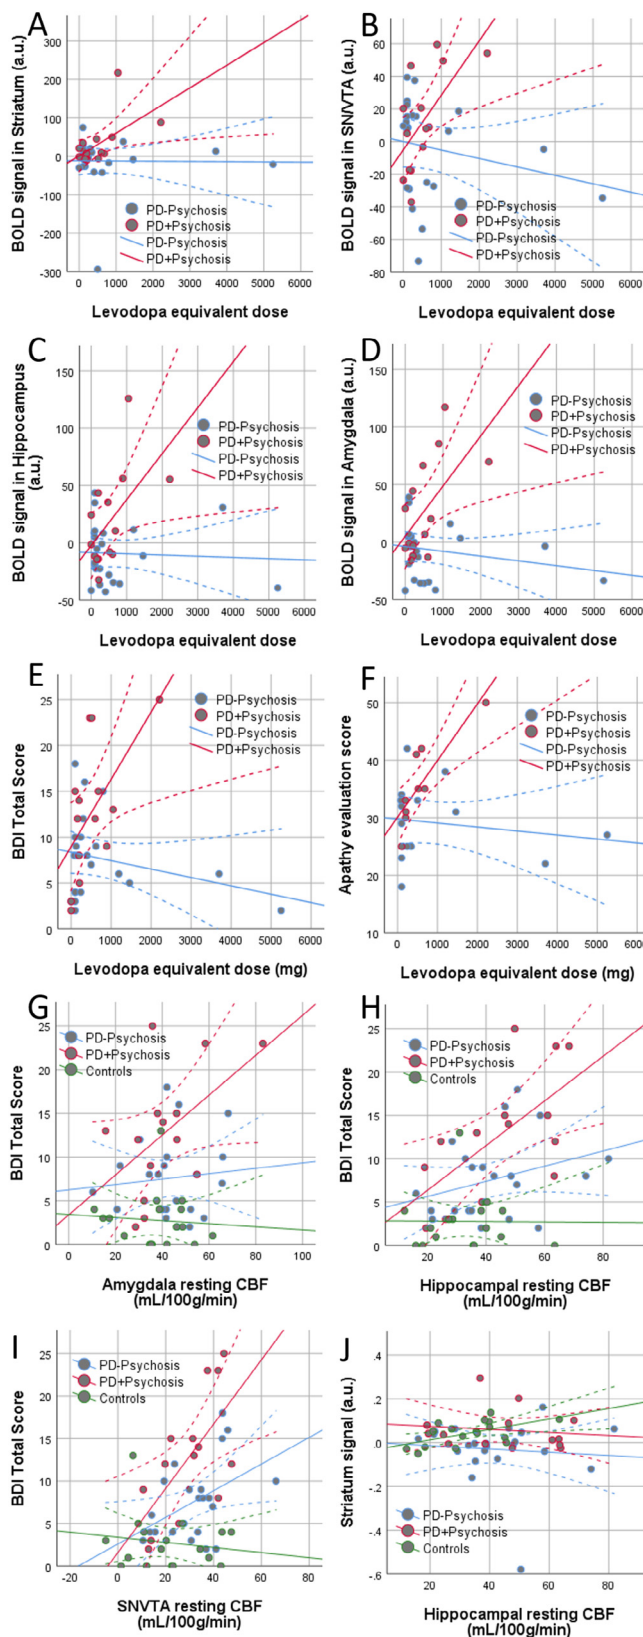 A
BOLD signal in Striatum (a.u.)
300
200
100
0
-100
-200
-300
PD-Psychosis
PD+Psychosis
PD-Psychosis
PD+Psychosis
0 1000 2000 3000 4000 5000 6000
Levodopa equivalent dose
B
BOLD signal in SN/VTA (a.u.)
60
40
20
0
-20
-40
-60
-80
PD-Psychosis
PD+Psychosis
PD-Psychosis
PD+Psychosis
0 1000 2000 3000 4000 5000 6000
Levodopa equivalent dose
C
BOLD signal in Hippocampus
(a.u.)
150
100
50
0
-50
PD-Psychosis
PD+Psychosis
PD-Psychosis
PD+Psychosis
0 1000 2000 3000 4000 5000 6000
Levodopa equivalent dose
D
BOLD signal in Amygdala (a.u.)
150
100
50
0
-50
PD-Psychosis
PD+Psychosis
PD-Psychosis
PD+Psychosis
0 1000 2000 3000 4000 5000 6000
Levodopa equivalent dose
E
BDI Total Score
25
20
15
10
5
0
PD-Psychosis
PD+Psychosis
PD-Psychosis
PD+Psychosis
0 1000 2000 3000 4000 5000 6000
Levodopa equivalent dose (mg)
F
Apathy evaluation score
50
40
30
20
10
PD-Psychosis
PD+Psychosis
PD-Psychosis
PD+Psychosis
0 1000 2000 3000 4000 5000 6000
Levodopa equivalent dose (mg)
G
BDI Total Score
25
20
15
10
5
0
PD-Psychosis
PD+Psychosis
Controls
0 20 40 60 80 100
Amygdala resting CBF
(mL/100g/min)
H
BDI Total Score
25
20
15
10
5
0
PD-Psychosis
PD+Psychosis
Controls
20 40 60 80
Hippocampal resting CBF
(mL/100g/min)
I
BDI Total Score
25
20
15
10
5
0
PD-Psychosis
PD+Psychosis
Controls
-20 0 20 40 60 80
SNVTA resting CBF
(mL/100g/min)
J
Striatum signal (a.u.)
.4
.2
.0
-.2
-.4
-.6
PD-Psychosis
PD+Psychosis
Controls
20 40 60 80
Hippocampal resting CBF
(mL/100g/min)